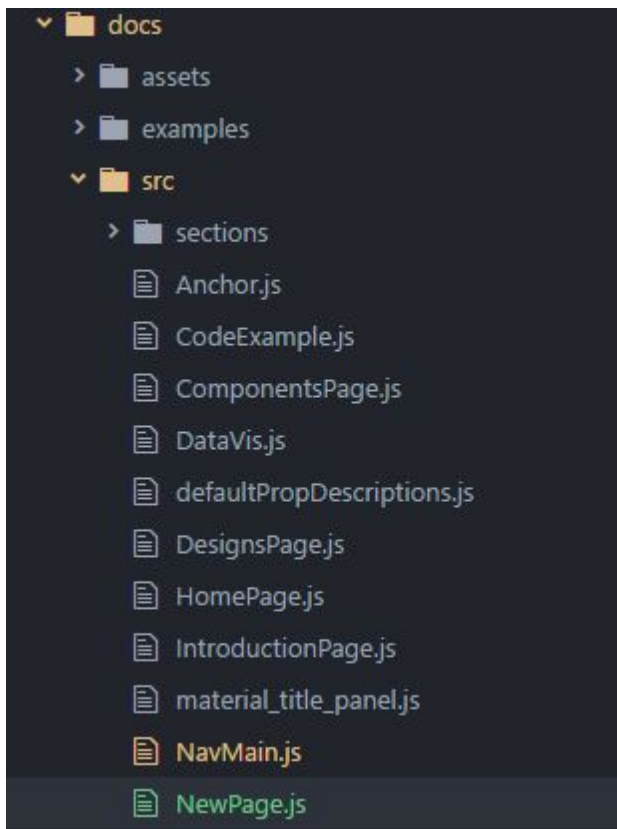 docs
assets
examples
src
sections
Anchor.js
CodeExample.js
ComponentsPage.js
DataVis.js
defaultPropDescriptions.js
DesignsPage.js
HomePage.js
IntroductionPage.js
material_title_panel.js
NavMain.js
NewPage.js